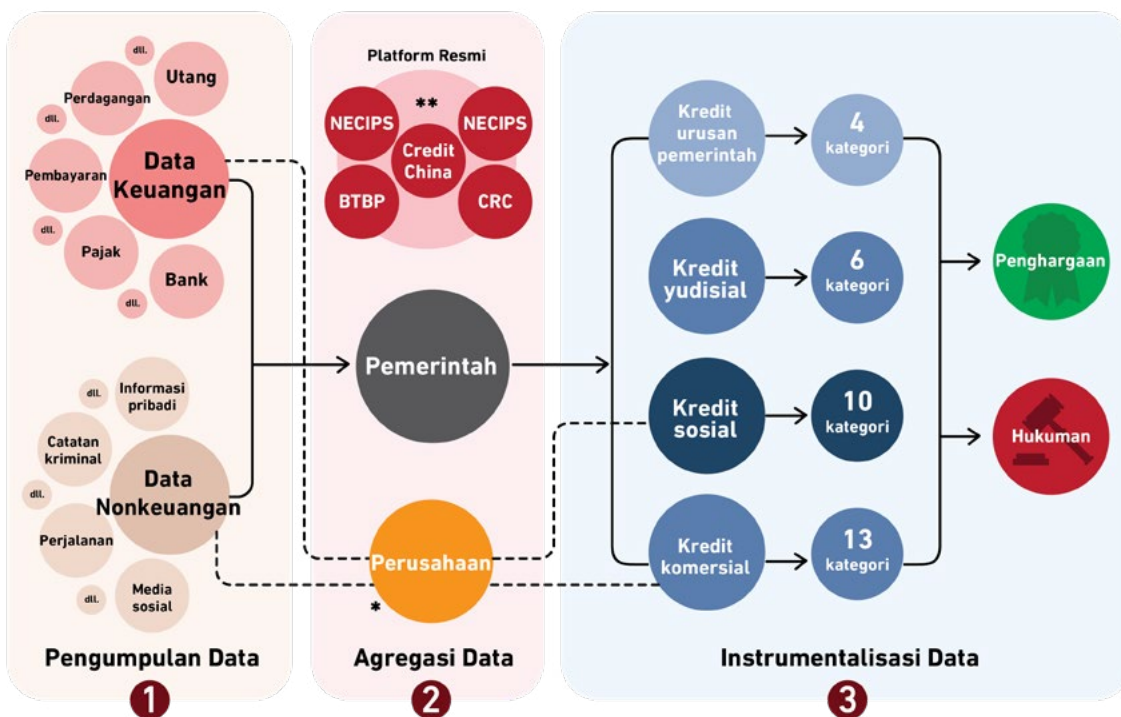 dll.
Utang
Perdagangan
dll.
Data
Keuangan
Pembayaran
dll.
Pajak
Bank
dll.
Informasi
pribadi
dll.
Catatan
kriminal
Data
Nonkeuangan
dll.
Perjalanan
Media
sosial
dll.
Pengumpulan Data
1
Platform Resmi
**
NECIPS
NECIPS
Credit
China
BTBP
CRC
Pemerintah
Perusahaan
*
Agregasi Data
2
Kredit
urusan
pemerintah
4
kategori
Kredit
yudisial
6
kategori
Kredit
sosial
10
kategori
Kredit
komersial
13
kategori
Penghargaan
Hukuman
Instrumentalisasi Data
3